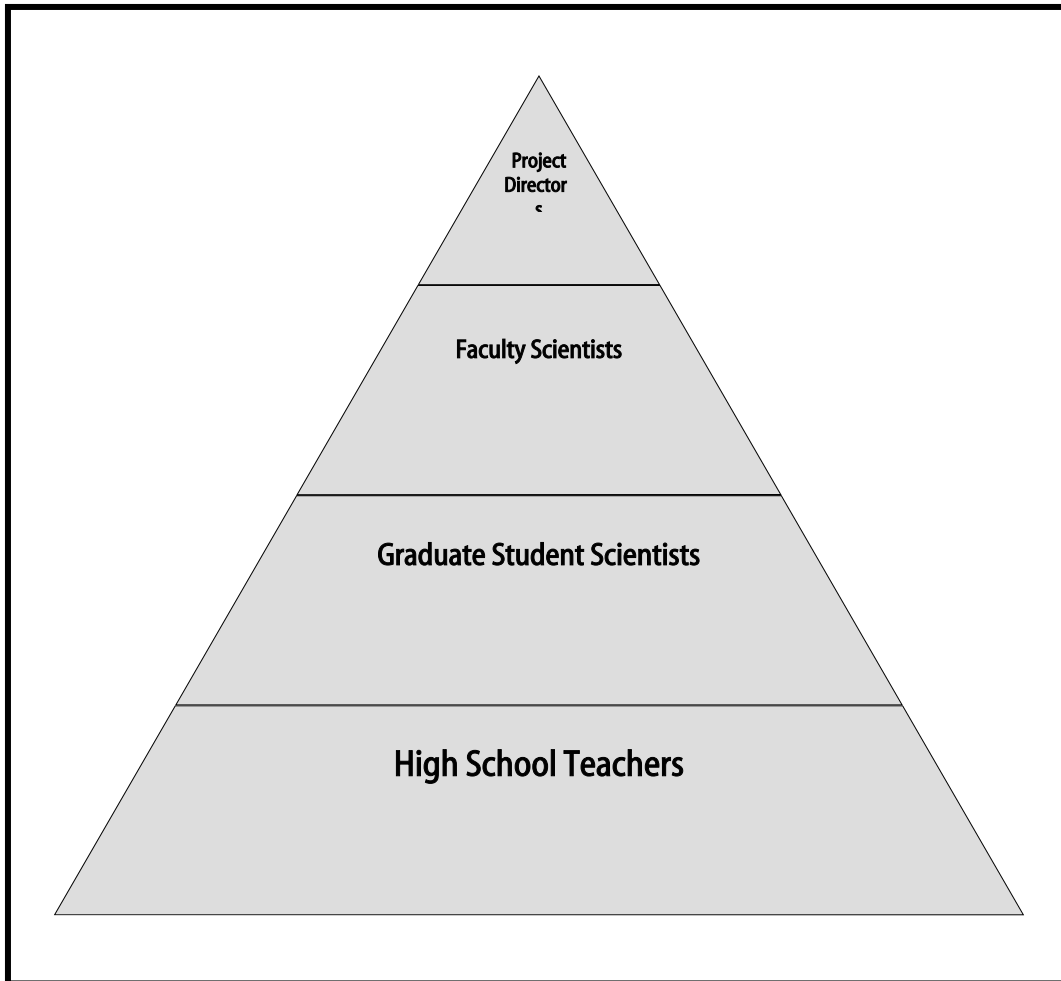 Project
Director
s
Faculty Scientists
Graduate Student Scientists
High School Teachers